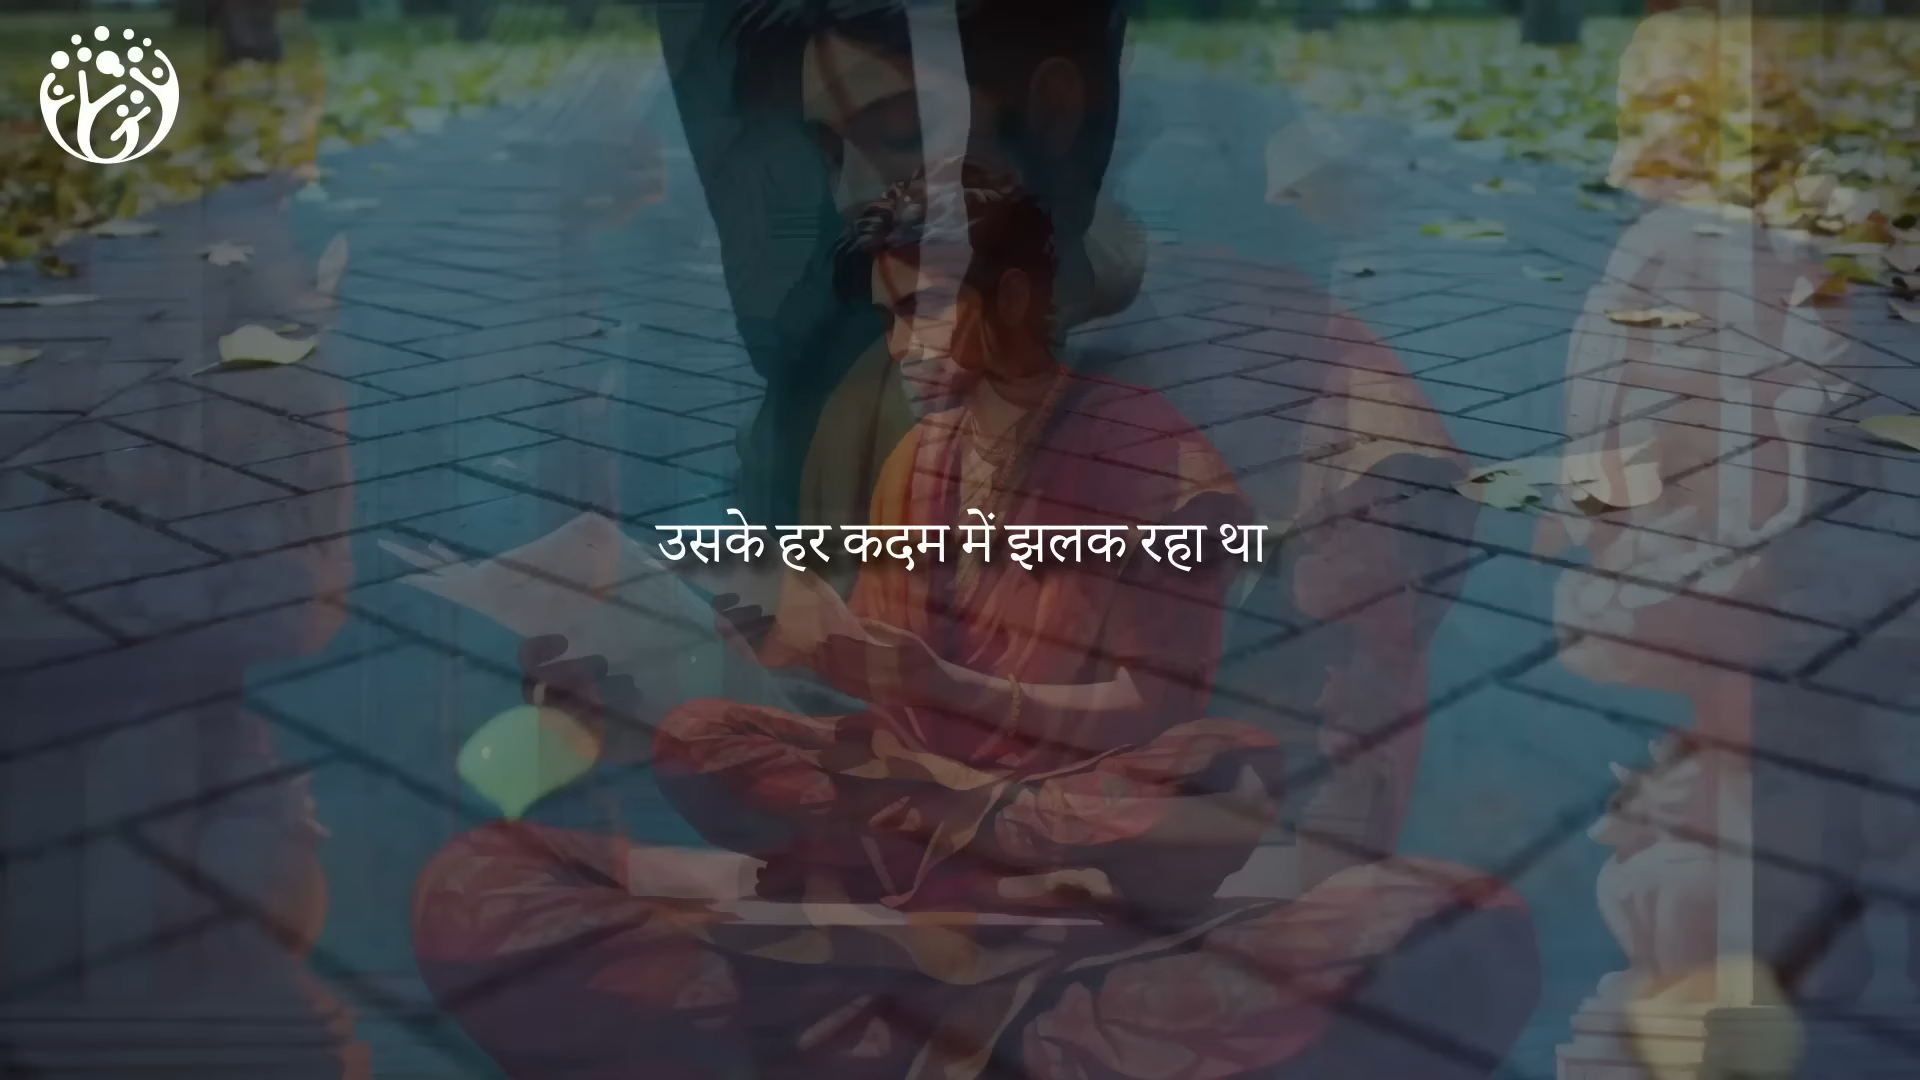 उसके हर कदम में झलक रहा था